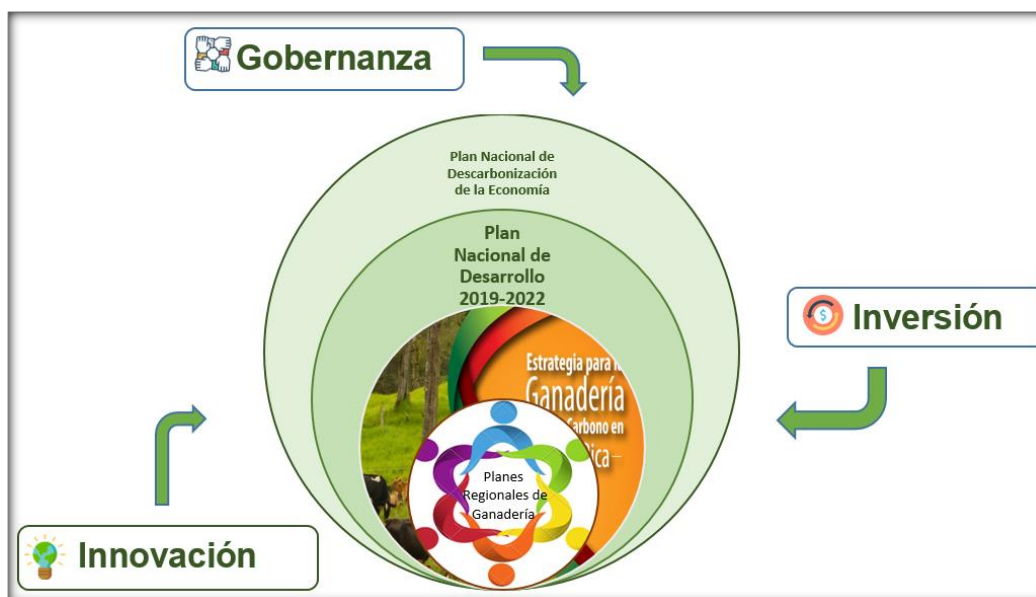 Gobernanza
Plan Nacional de
Descarbonización
de la Economía
Plan
Nacional de
Desarrollo
2019-2022
Inversión
Estrategia para
Ganadería
Carbono en
Planes
Regionales de
Ganadería
Innovación